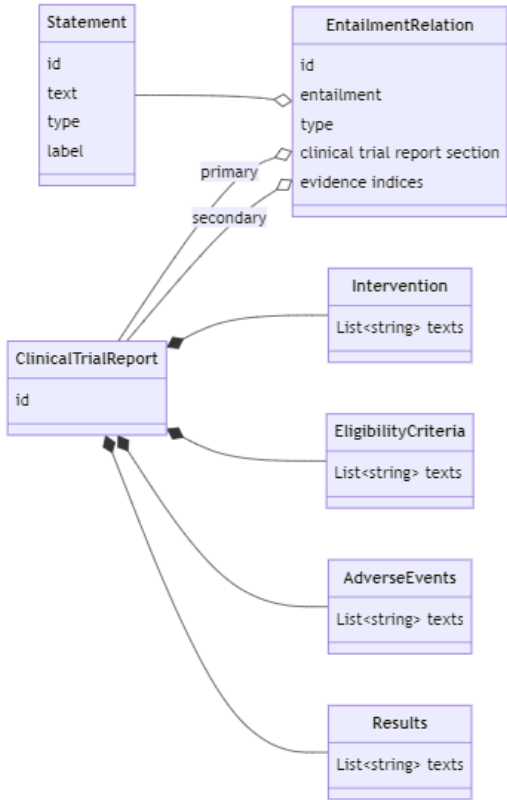 Statement
id
text
type
label
EntailmentRelation
id
entailment
type
clinical trial report section
evidence indices
primary
secondary
Intervention
List<string> texts
ClinicalTrialReport
id
EligibilityCriteria
List<string> texts
AdverseEvents
List<string> texts
Results
List<string> texts